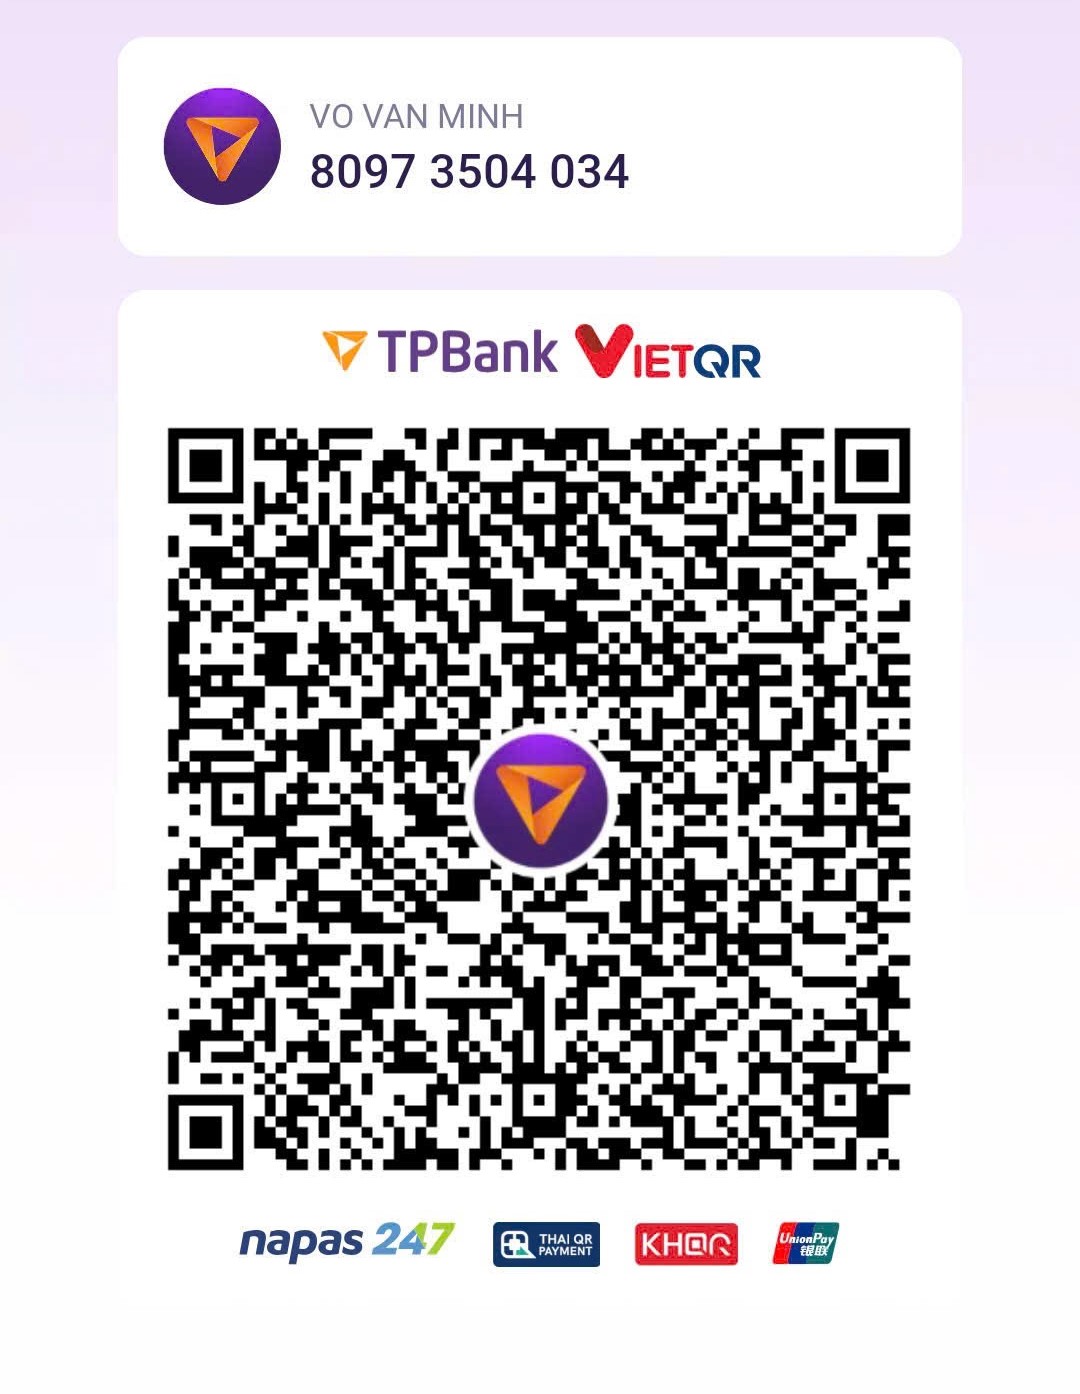 VO VAN MINH
8097 3504 034
TPBank VIETQR
napas 247 THAI QR PAYMENT KHQR UnionPay 银联